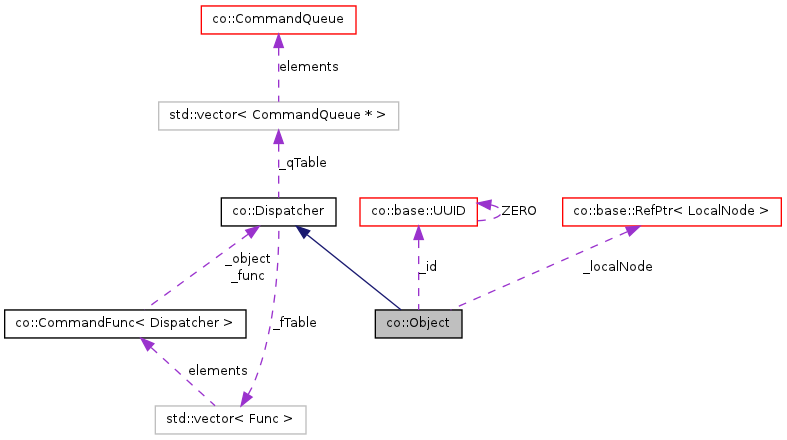 co::CommandQueue
elements
std::vector< CommandQueue * >
_qTable
co::Dispatcher
co::base::UUID
ZERO
co::base::RefPtr< LocalNode >
_object
_func
_id
_localNode
co::CommandFunc< Dispatcher >
_fTable
co::Object
elements
std::vector< Func >